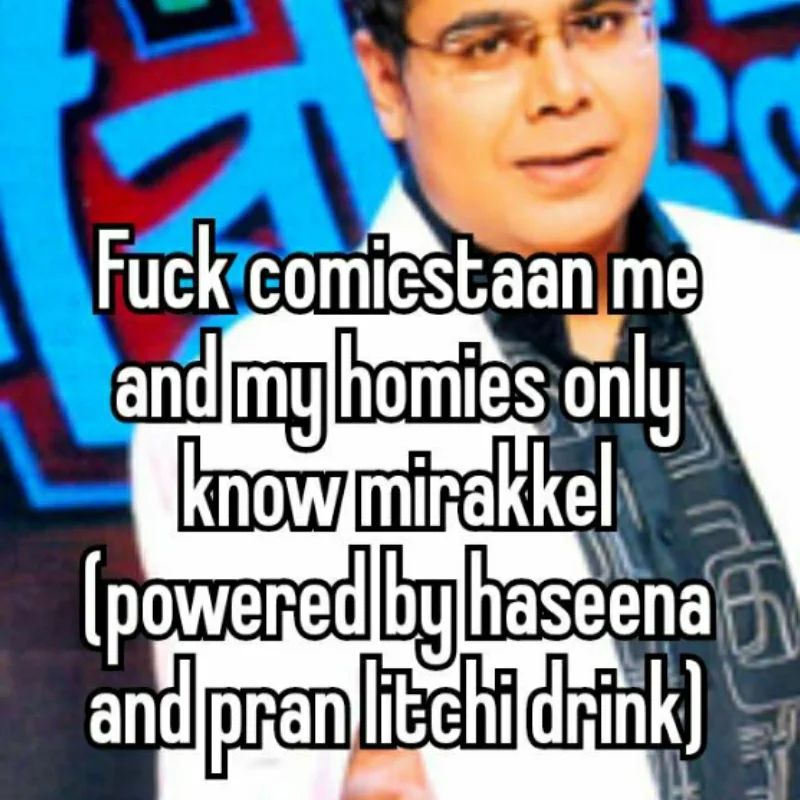 Fuck comicstaan me
and my homies only
know mirakkel
(powered by haseena
and pran litchi drink)